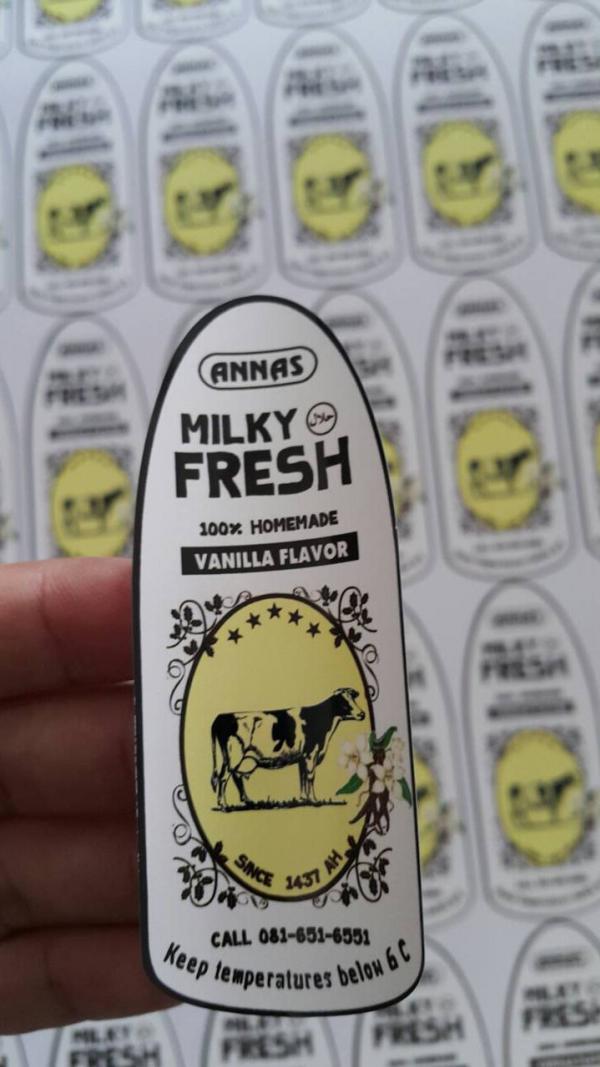 ANNAS
MILKY حلال
FRESH
100% HOMEMADE
VANILLA FLAVOR
SINCE 1437 AH
CALL 081-651-6551
Keep temperatures below 6 C